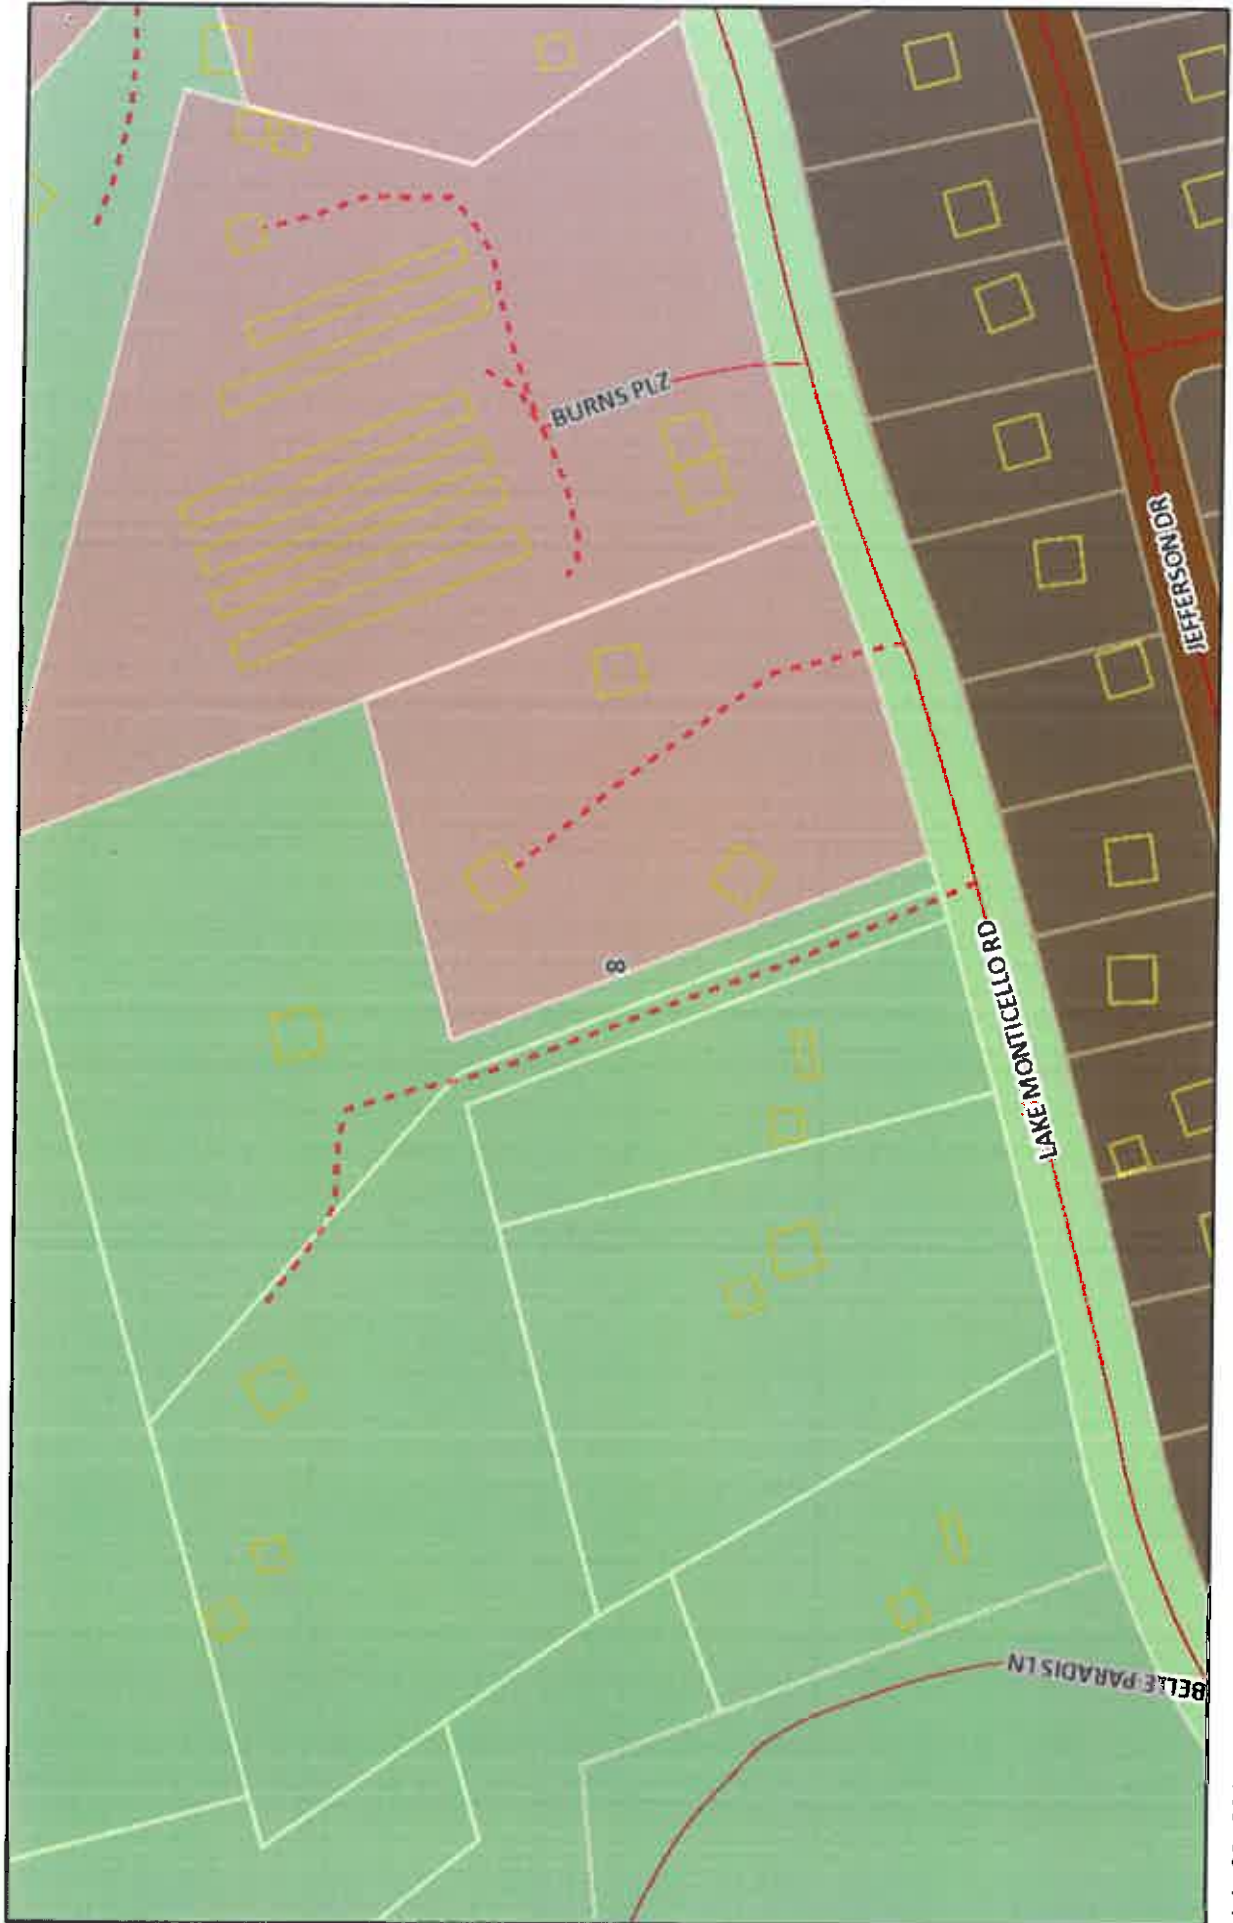 BURNS PLZ
JEFFERSON DR
8
LAKE MONTICELLO RD
BELLE PARADIS LN